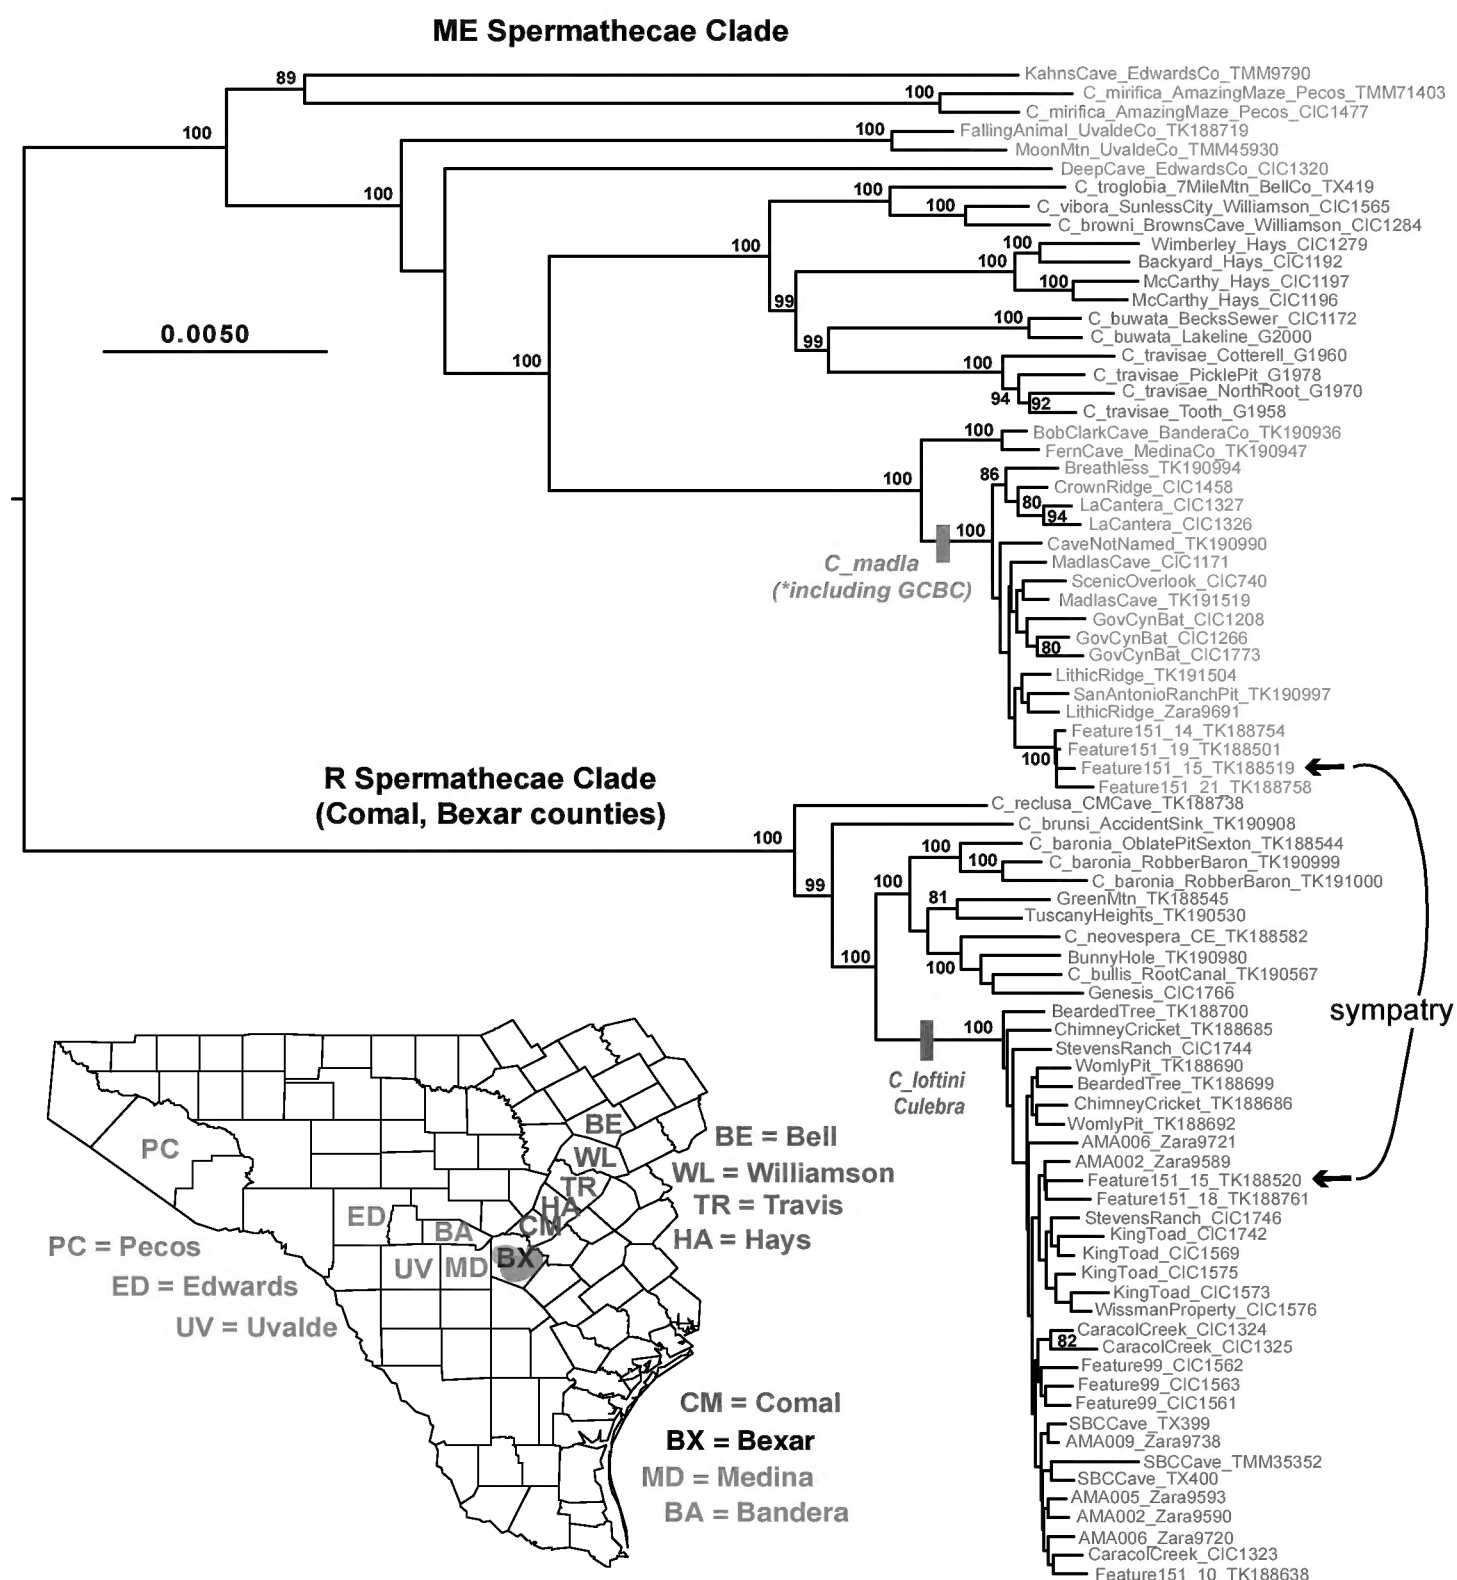 ME Spermathecae Clade
89
KahnsCave_EdwardsCo_TMM9790
100
C_mirifica_AmazingMaze_Pecos_TMM71403
C_mirifica_AmazingMaze_Pecos_CIC1477
100
100
FallingAnimal_UvaldeCo_TK188719
MoonMtn_UvaldeCo_TMM45930
100
DeepCave_EdwardsCo_CIC1320
100
C_troglobia_7MileMtn_BellCo_TX419
100
C_vibora_SunlessCity_Williamson_CIC1565
C_browni_BrownsCave_Williamson_CIC1284
100
100
Wimberley_Hays_CIC1279
100
Backyard_Hays_CIC1192
100
McCarthy_Hays_CIC1197
McCarthy_Hays_CIC1196
99
100
C_buwata_BecksSewer_CIC1172
C_buwata_Lakeline_G2000
0.0050
99
100
C_travisae_Cotterell_G1960
100
C_travisae_PicklePit_G1978
C_travisae_NorthRoot_G1970
94
92
C_travisae_Tooth_G1958
100
BobClarkCave_BanderaCo_TK190936
FernCave_MedinaCo_TK190947
100
86
Breathless_TK190994
CrownRidge_CIC1458
80
LaCantera_CIC1327
94
LaCantera_CIC1326
100
C_madla
(*including GCBC)
CaveNotNamed_TK190990
MadlasCave_CIC1171
ScenicOverlook_CIC740
MadlasCave_TK191519
GovCynBat_CIC1208
GovCynBat_CIC1266
80
GovCynBat_CIC1773
LithicRidge_TK191504
SanAntonioRanchPit_TK190997
LithicRidge_Zara9691
Feature151_14_TK188754
Feature151_19_TK188501
100
Feature151_15_TK188519
Feature151_21_TK188758
R Spermathecae Clade
(Comal, Bexar counties)
C_reclusa_CMCave_TK188738
100
C_brunsi_AccidentSink_TK190908
100
C_baronia_OblatePitSexton_TK188544
100
C_baronia_RobberBaron_TK190999
99
100
C_baronia_RobberBaron_TK191000
81
GreenMtn_TK188545
TuscanyHeights_TK190530
C_neovespera_CE_TK188582
100
100
BunnyHole_TK190980
C_bullis_RootCanal_TK190567
Genesis_CIC1766
sympatry
100
C_loftini
Culebra
BeardedTree_TK188700
ChimneyCricket_TK188685
StevensRanch_CIC1744
WomlyPit_TK188690
BeardedTree_TK188699
ChimneyCricket_TK188686
WomlyPit_TK188692
AMA006_Zara9721
AMA002_Zara9589
Feature151_15_TK188520
Feature151_18_TK188761
StevensRanch_CIC1746
KingToad_CIC1742
KingToad_CIC1569
KingToad_CIC1575
KingToad_CIC1573
WissmanProperty_CIC1576
CaracolCreek_CIC1324
82
CaracolCreek_CIC1325
Feature99_CIC1562
Feature99_CIC1563
Feature99_CIC1561
SBCCave_TX399
AMA009_Zara9738
SBCCave_TMM35352
SBCCave_TX400
AMA005_Zara9593
AMA002_Zara9590
AMA006_Zara9720
CaracolCreek_CIC1323
Feature151_10_TK188638
PC
BE
WL
TR
HA
CM
ED
BA
BX
UV
MD
BE = Bell
WL = Williamson
TR = Travis
HA = Hays
PC = Pecos
ED = Edwards
UV = Uvalde
CM = Comal
BX = Bexar
MD = Medina
BA = Bandera